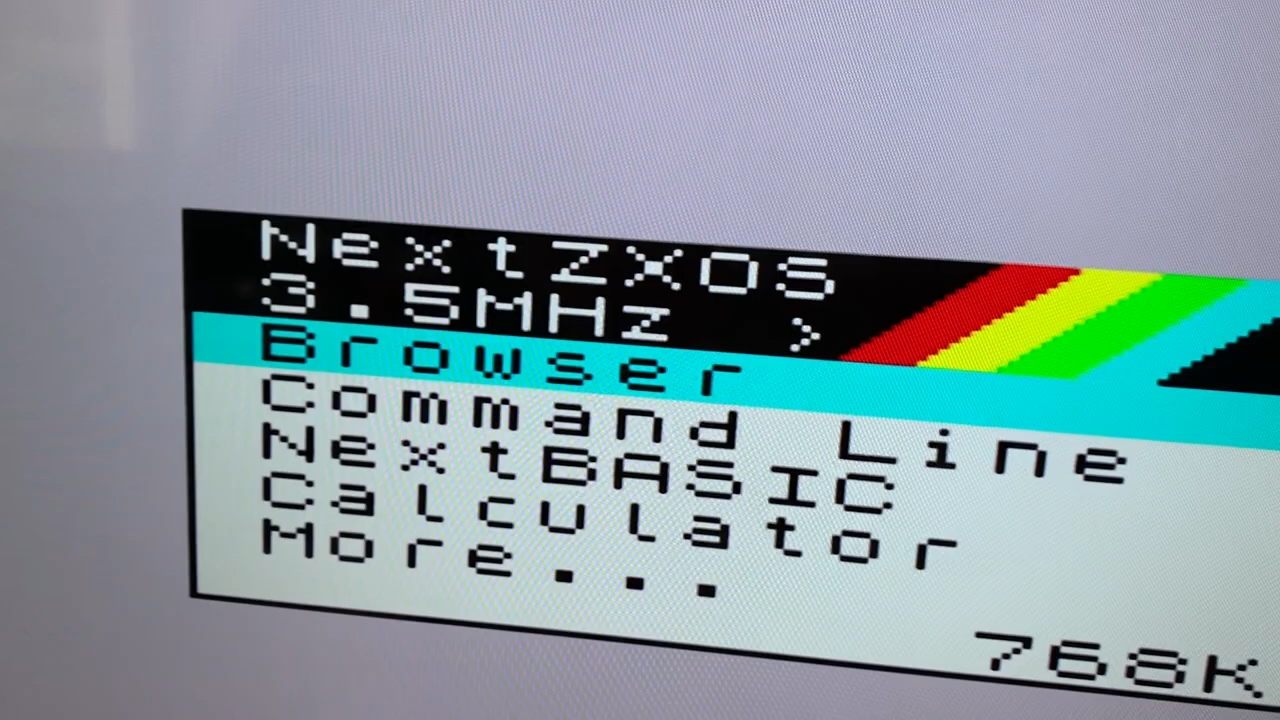 NextZXOS
3.5MHz >
Browser
Command Line
NextBASIC
Calculator
More...
768K